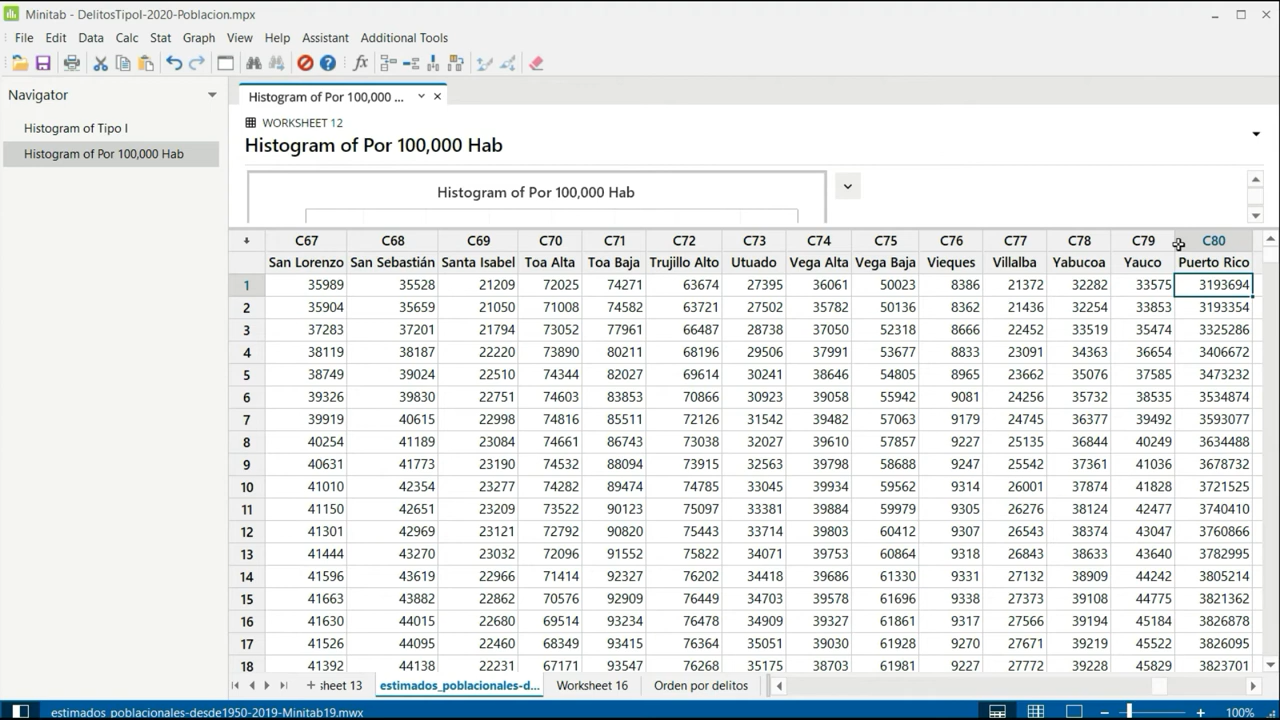 Minitab - DelitosTipoI-2020-Poblacion.mpx
File Edit Data Calc Stat Graph View Help Assistant Additional Tools
Navigator
Histogram of Tipo I
Histogram of Por 100,000 Hab
Histogram of Por 100,000 ...
WORKSHEET 12
Histogram of Por 100,000 Hab
Histogram of Por 100,000 Hab
C67 C68 C69 C70 C71 C72 C73 C74 C75 C76 C77 C78 C79 C80
San Lorenzo San Sebastián Santa Isabel Toa Alta Toa Baja Trujillo Alto Utuado Vega Alta Vega Baja Vieques Villalba Yabucoa Yauco Puerto Rico
1 35989 35528 21209 72025 74271 63674 27395 36061 50023 8386 21372 32282 33575 3193694
2 35904 35659 21050 71008 74582 63721 27502 35782 50136 8362 21436 32254 33853 3193354
3 37283 37201 21794 73052 77961 66487 28738 37050 52318 8666 22452 33519 35474 3325286
4 38119 38187 22220 73890 80211 68196 29506 37991 53677 8833 23091 34363 36654 3406672
5 38749 39024 22510 74344 82027 69614 30241 38646 54805 8965 23662 35076 37585 3473232
6 39326 39830 22751 74603 83853 70866 30923 39058 55942 9081 24256 35732 38535 3534874
7 39919 40615 22998 74816 85511 72126 31542 39482 57063 9179 24745 36377 39492 3593077
8 40254 41189 23084 74661 86743 73038 32027 39610 57857 9227 25135 36844 40249 3634488
9 40631 41773 23190 74532 88094 73915 32563 39798 58688 9247 25542 37361 41036 3678732
10 41010 42354 23277 74282 89474 74785 33045 39934 59562 9314 26001 37874 41828 3721525
11 41150 42651 23209 73522 90123 75097 33381 39884 59979 9305 26276 38124 42477 3740410
12 41301 42969 23121 72792 90820 75443 33714 39803 60412 9307 26543 38374 43047 3760866
13 41444 43270 23032 72096 91552 75822 34071 39753 60864 9318 26843 38633 43640 3782995
14 41596 43619 22966 71414 92327 76202 34418 39686 61330 9331 27132 38909 44242 3805214
15 41663 43882 22862 70576 92909 76449 34703 39578 61696 9338 27373 39108 44775 3821362
16 41630 44015 22680 69514 93234 76478 34909 39327 61861 9317 27566 39194 45184 3826878
17 41526 44095 22460 68349 93415 76364 35051 39030 61928 9270 27671 39219 45522 3826095
18 41392 44138 22231 67171 93547 76268 35175 38703 61981 9227 27772 39228 45829 3823701
sheet 13 estimados_poblacionales-d... Worksheet 16 Orden por delitos
estimados_poblacionales-desde1950-2019-Minitab19.mwx 100%